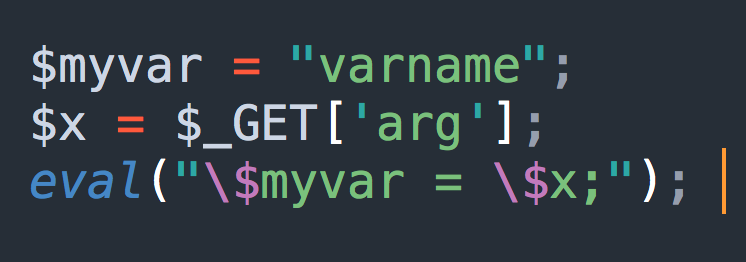 $myvar = "varname";
$x = $_GET['arg'];
eval("\$myvar = \$x;");